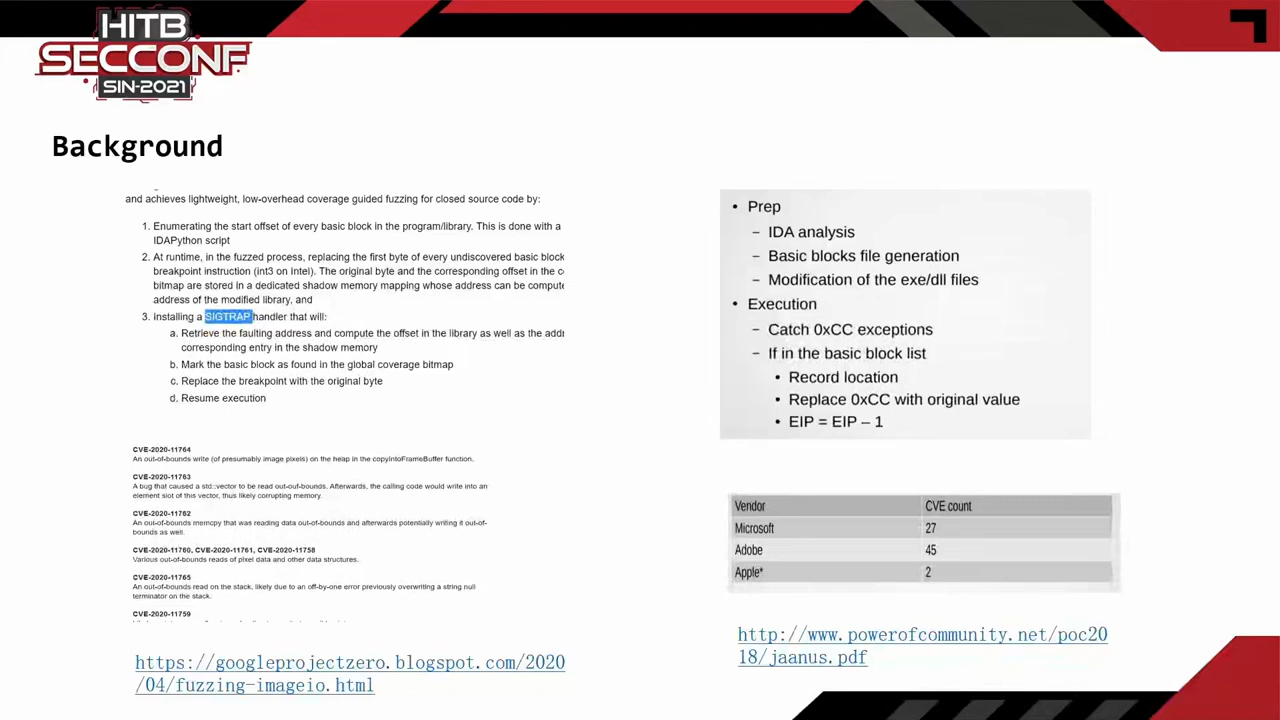 HITB
SECCONF
SIN-2021
Background
and achieves lightweight, low-overhead coverage guided fuzzing for closed source code by:
1. Enumerating the start offset of every basic block in the program/library. This is done with a
IDAPython script
2. At runtime, in the fuzzed process, replacing the first byte of every undiscovered basic block
breakpoint instruction (int3 on Intel). The original byte and the corresponding offset in the c
bitmap are stored in a dedicated shadow memory mapping whose address can be compute
address of the modified library, and
3. Installing a SIGTRAP handler that will:
a. Retrieve the faulting address and compute the offset in the library as well as the addr
corresponding entry in the shadow memory
b. Mark the basic block as found in the global coverage bitmap
c. Replace the breakpoint with the original byte
d. Resume execution
CVE-2020-11764
An out-of-bounds write (of presumably image pixels) on the heap in the copyIntoFrameBuffer function.
CVE-2020-11763
A bug that caused a std::vector to be read out-out-bounds. Afterwards, the calling code would write into an
element slot of this vector, thus likely corrupting memory.
CVE-2020-11762
An out-of-bounds memcpy that was reading data out-of-bounds and afterwards potentially writing it out-of-
bounds as well.
CVE-2020-11760, CVE-2020-11761, CVE-2020-11758
Various out-of-bounds reads of pixel data and other data structures.
CVE-2020-11765
An out-of-bounds read on the stack, likely due to an off-by-one error previously overwriting a string null
terminator on the stack.
CVE-2020-11759
https://googleprojectzero.blogspot.com/2020
/04/fuzzing-imageio.html
• Prep
– IDA analysis
– Basic blocks file generation
– Modification of the exe/dll files
• Execution
– Catch 0xCC exceptions
– If in the basic block list
• Record location
• Replace 0xCC with original value
• EIP = EIP – 1
Vendor CVE count
Microsoft 27
Adobe 45
Apple* 2
http://www.powerofcommunity.net/poc20
18/jaanus.pdf